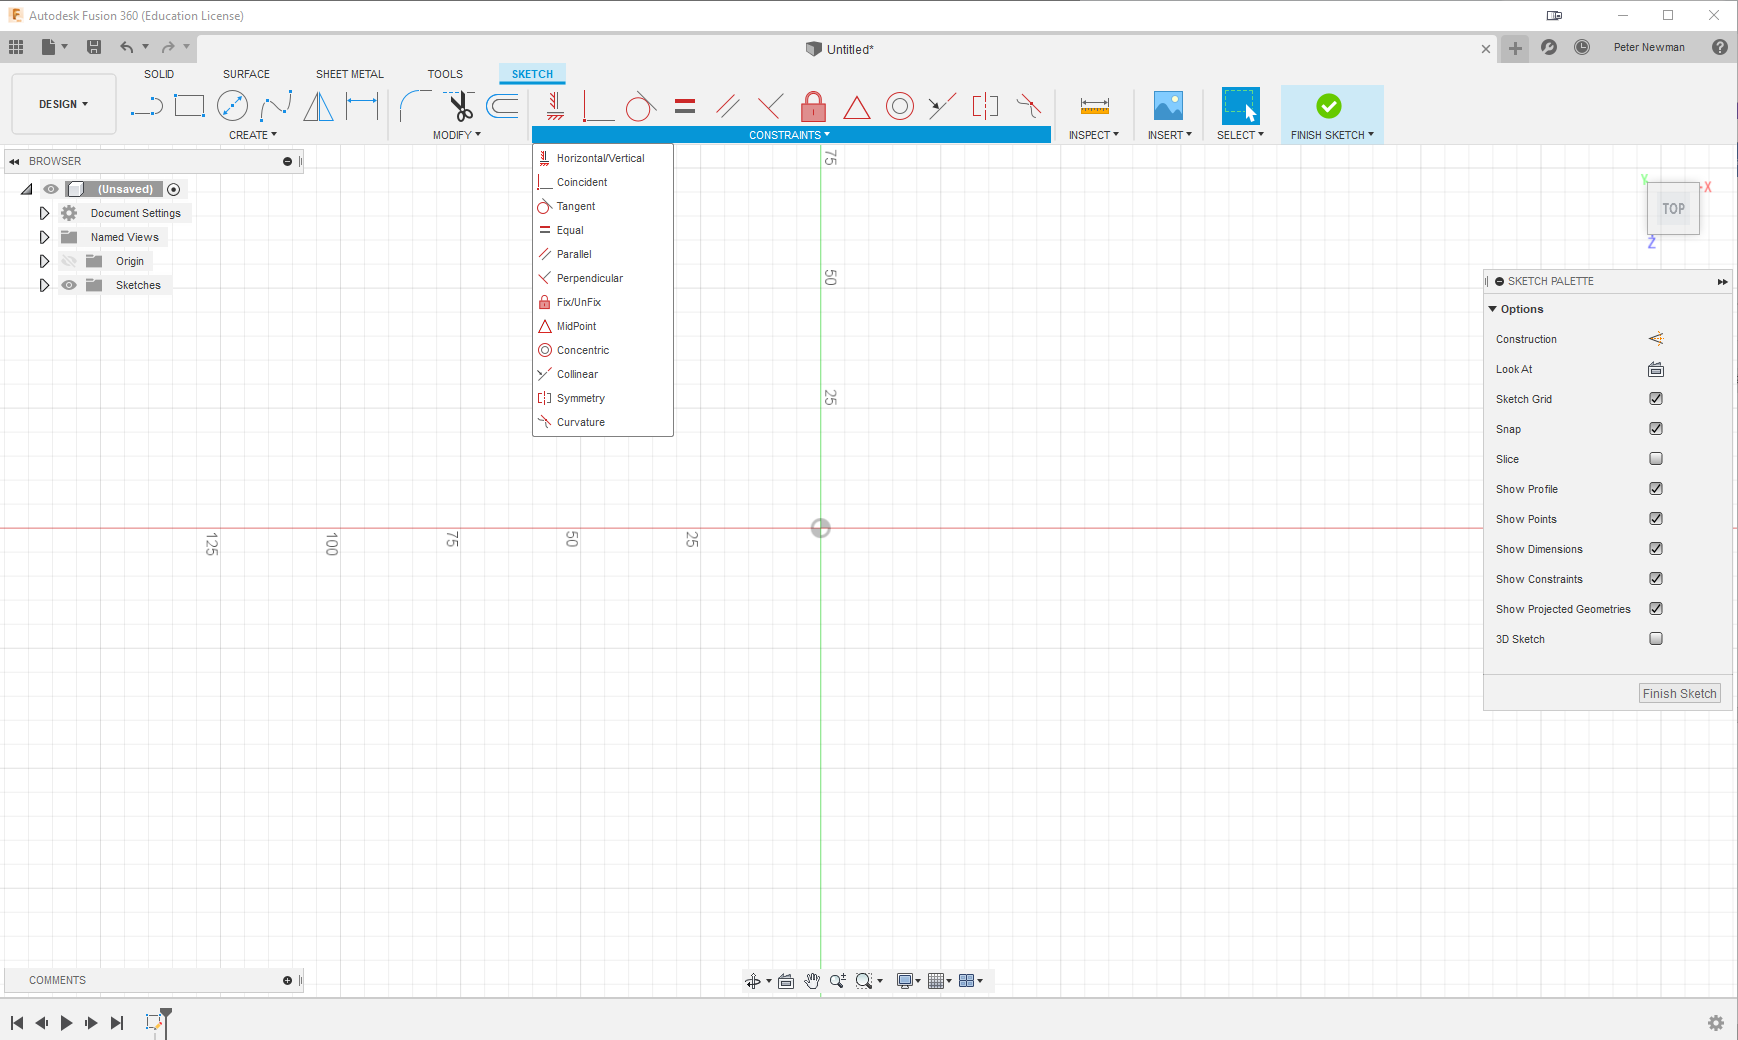 Autodesk Fusion 360 (Education License)
Untitled*
Peter Newman
SOLID SURFACE SHEET METAL TOOLS SKETCH
DESIGN
CREATE MODIFY CONSTRAINTS INSPECT INSERT SELECT FINISH SKETCH
BROWSER
(Unsaved)
Document Settings
Named Views
Origin
Sketches
Horizontal/Vertical
Coincident
Tangent
Equal
Parallel
Perpendicular
Fix/UnFix
MidPoint
Concentric
Collinear
Symmetry
Curvature
75
50
25
125 100 75 50 25
Y
X
TOP
Z
SKETCH PALETTE
Options
Construction
Look At
Sketch Grid
Snap
Slice
Show Profile
Show Points
Show Dimensions
Show Constraints
Show Projected Geometries
3D Sketch
Finish Sketch
COMMENTS